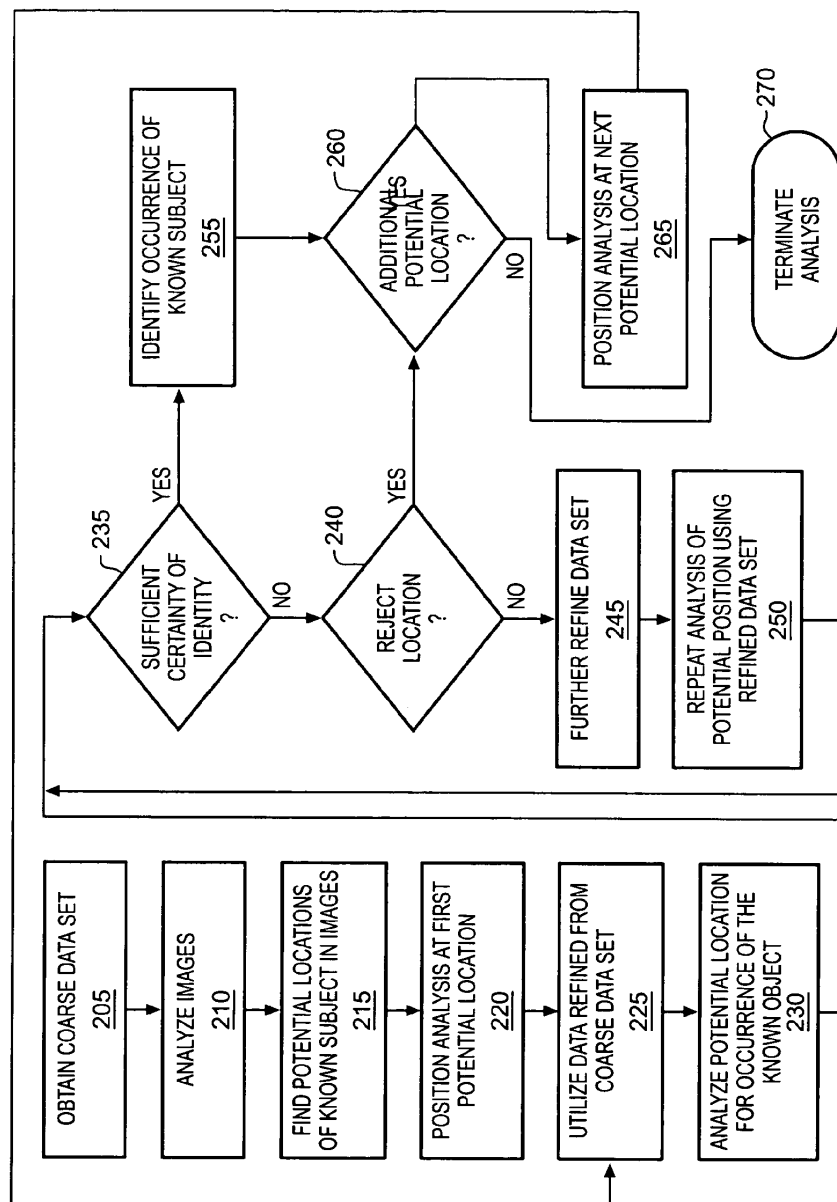 OBTAIN COARSE DATA SET
205
ANALYZE IMAGES
210
FIND POTENTIAL LOCATIONS
OF KNOWN SUBJECT IN IMAGES
215
POSITION ANALYSIS AT FIRST
POTENTIAL LOCATION
220
UTILIZE DATA REFINED FROM
COARSE DATA SET
225
ANALYZE POTENTIAL LOCATION
FOR OCCURRENCE OF THE
KNOWN OBJECT
230
235
SUFFICIENT
CERTAINTY OF
IDENTITY
?
YES
NO
240
REJECT
LOCATION
?
YES
NO
FURTHER REFINE DATA SET
245
REPEAT ANALYSIS OF
POTENTIAL POSITION USING
REFINED DATA SET
250
IDENTIFY OCCURRENCE OF
KNOWN SUBJECT
255
260
ADDITIONAL
POTENTIAL
LOCATION
?
NO
POSITION ANALYSIS AT NEXT
POTENTIAL LOCATION
265
270
TERMINATE
ANALYSIS